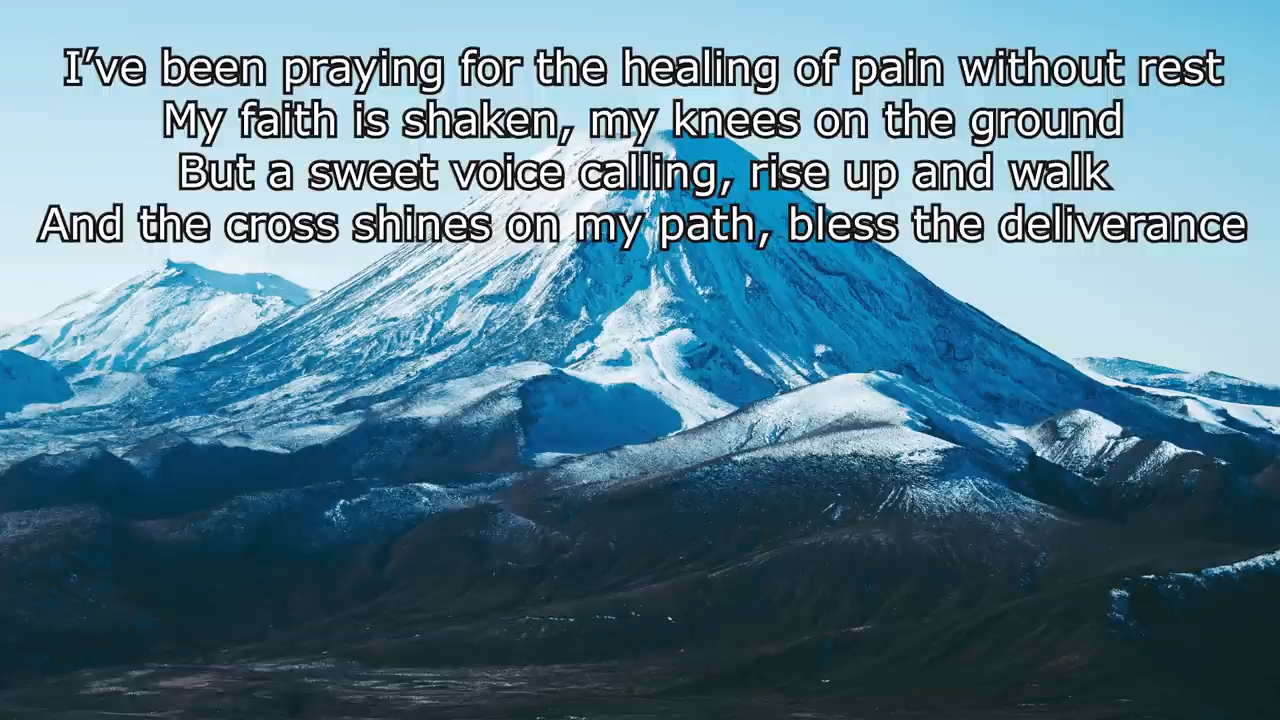 I’ve been praying for the healing of pain without rest
My faith is shaken, my knees on the ground
But a sweet voice calling, rise up and walk
And the cross shines on my path, bless the deliverance